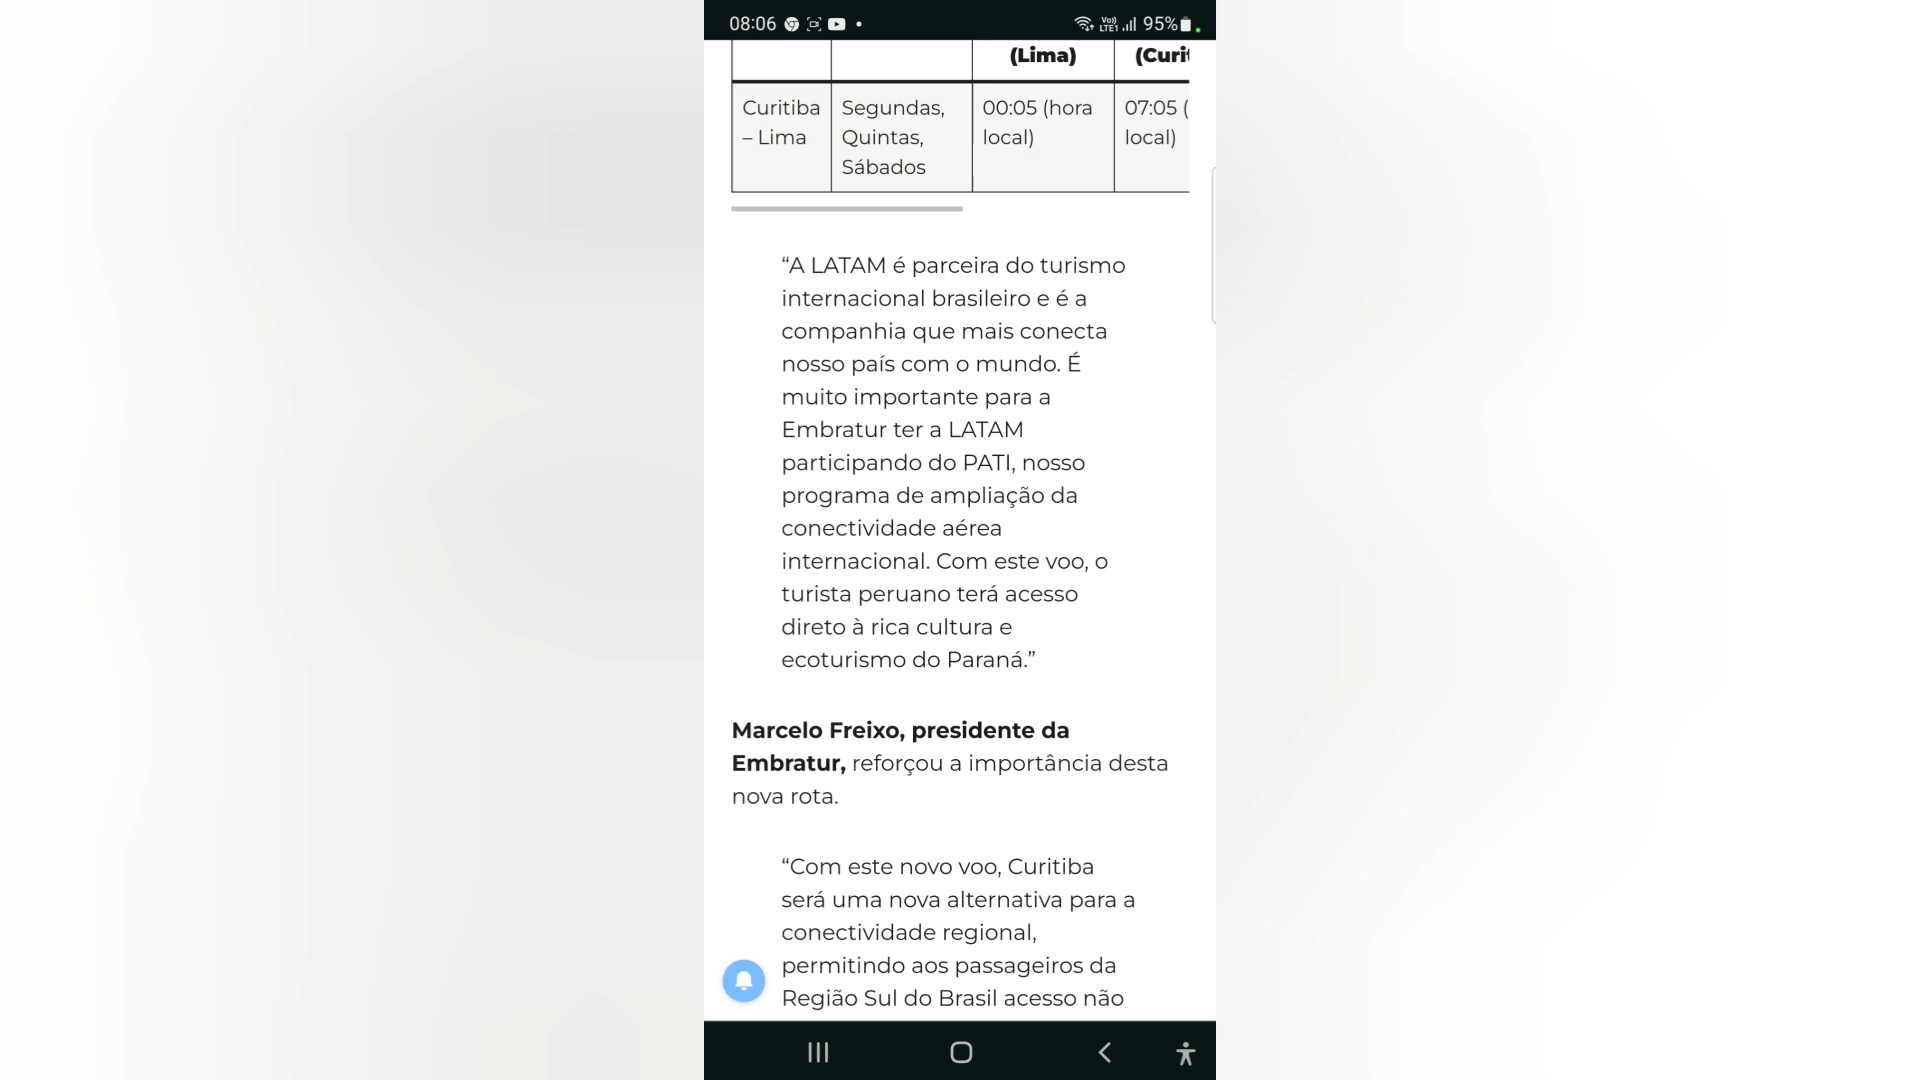 08:06
Vo))
LTE1
95%
(Lima)
(Curit
Curitiba
– Lima
Segundas,
Quintas,
Sábados
00:05 (hora
local)
07:05 (
local)
“A LATAM é parceira do turismo
internacional brasileiro e é a
companhia que mais conecta
nosso país com o mundo. É
muito importante para a
Embratur ter a LATAM
participando do PATI, nosso
programa de ampliação da
conectividade aérea
internacional. Com este voo, o
turista peruano terá acesso
direto à rica cultura e
ecoturismo do Paraná.”
Marcelo Freixo, presidente da
Embratur, reforçou a importância desta
nova rota.
“Com este novo voo, Curitiba
será uma nova alternativa para a
conectividade regional,
permitindo aos passageiros da
Região Sul do Brasil acesso não